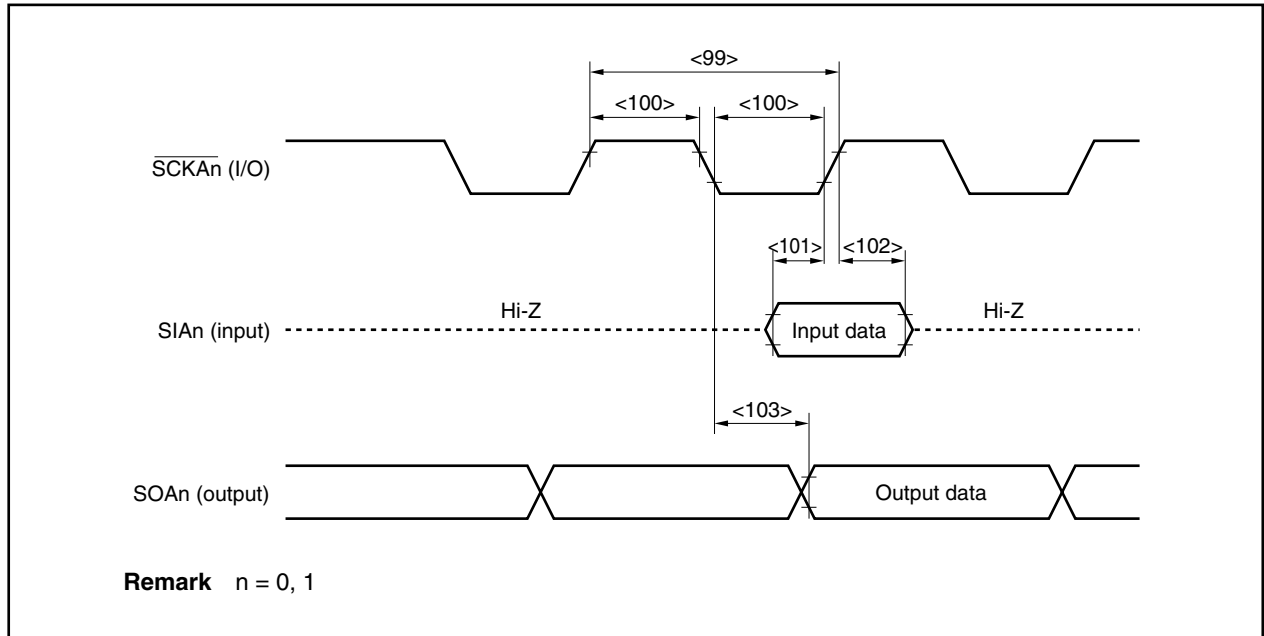 <99>
<100> <100>
SCKAn (I/O)
<101> <102>
Hi-Z Hi-Z
SIAn (input) Input data
<103>
SOAn (output) Output data
Remark n = 0, 1